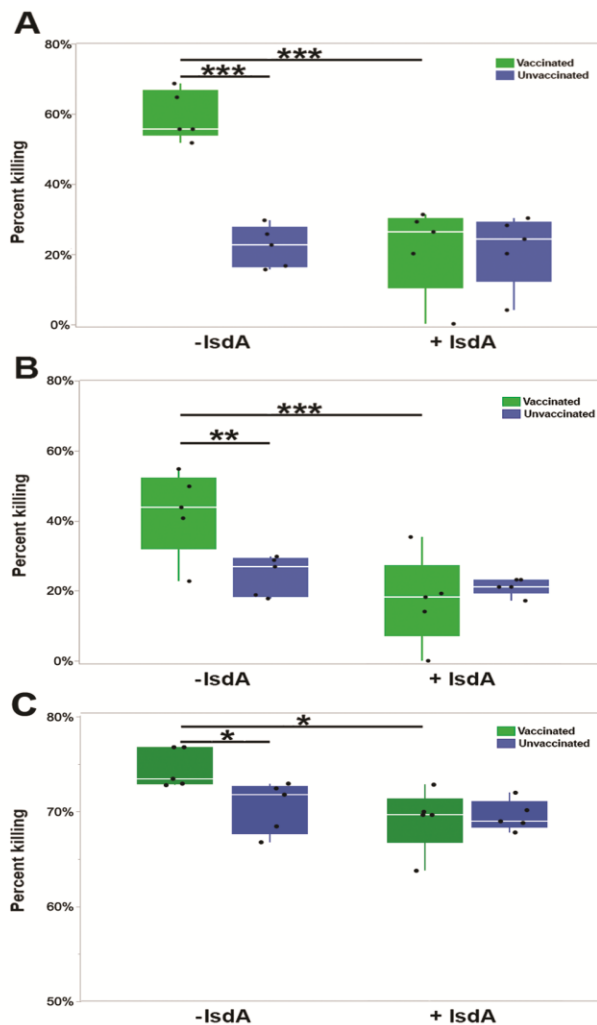 A
80%
***
***
Vaccinated
Unvaccinated
60%
Percent killing
40%
20%
0%
-IsdA
+ IsdA
B
80%
***
**
Vaccinated
Unvaccinated
60%
Percent killing
40%
20%
0%
-IsdA
+ IsdA
C
80%
*
*
Vaccinated
Unvaccinated
70%
Percent killing
60%
50%
-IsdA
+ IsdA